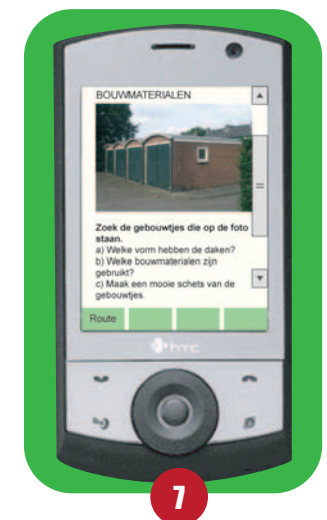 BOUWMATERIALEN
Zoek de gebouwtjes die op de foto
staan.
a) Welke vorm hebben de daken?
b) Welke bouwmaterialen zijn
gebruikt?
c) Maak een mooie schets van de
gebouwtjes.
Route
htc
7